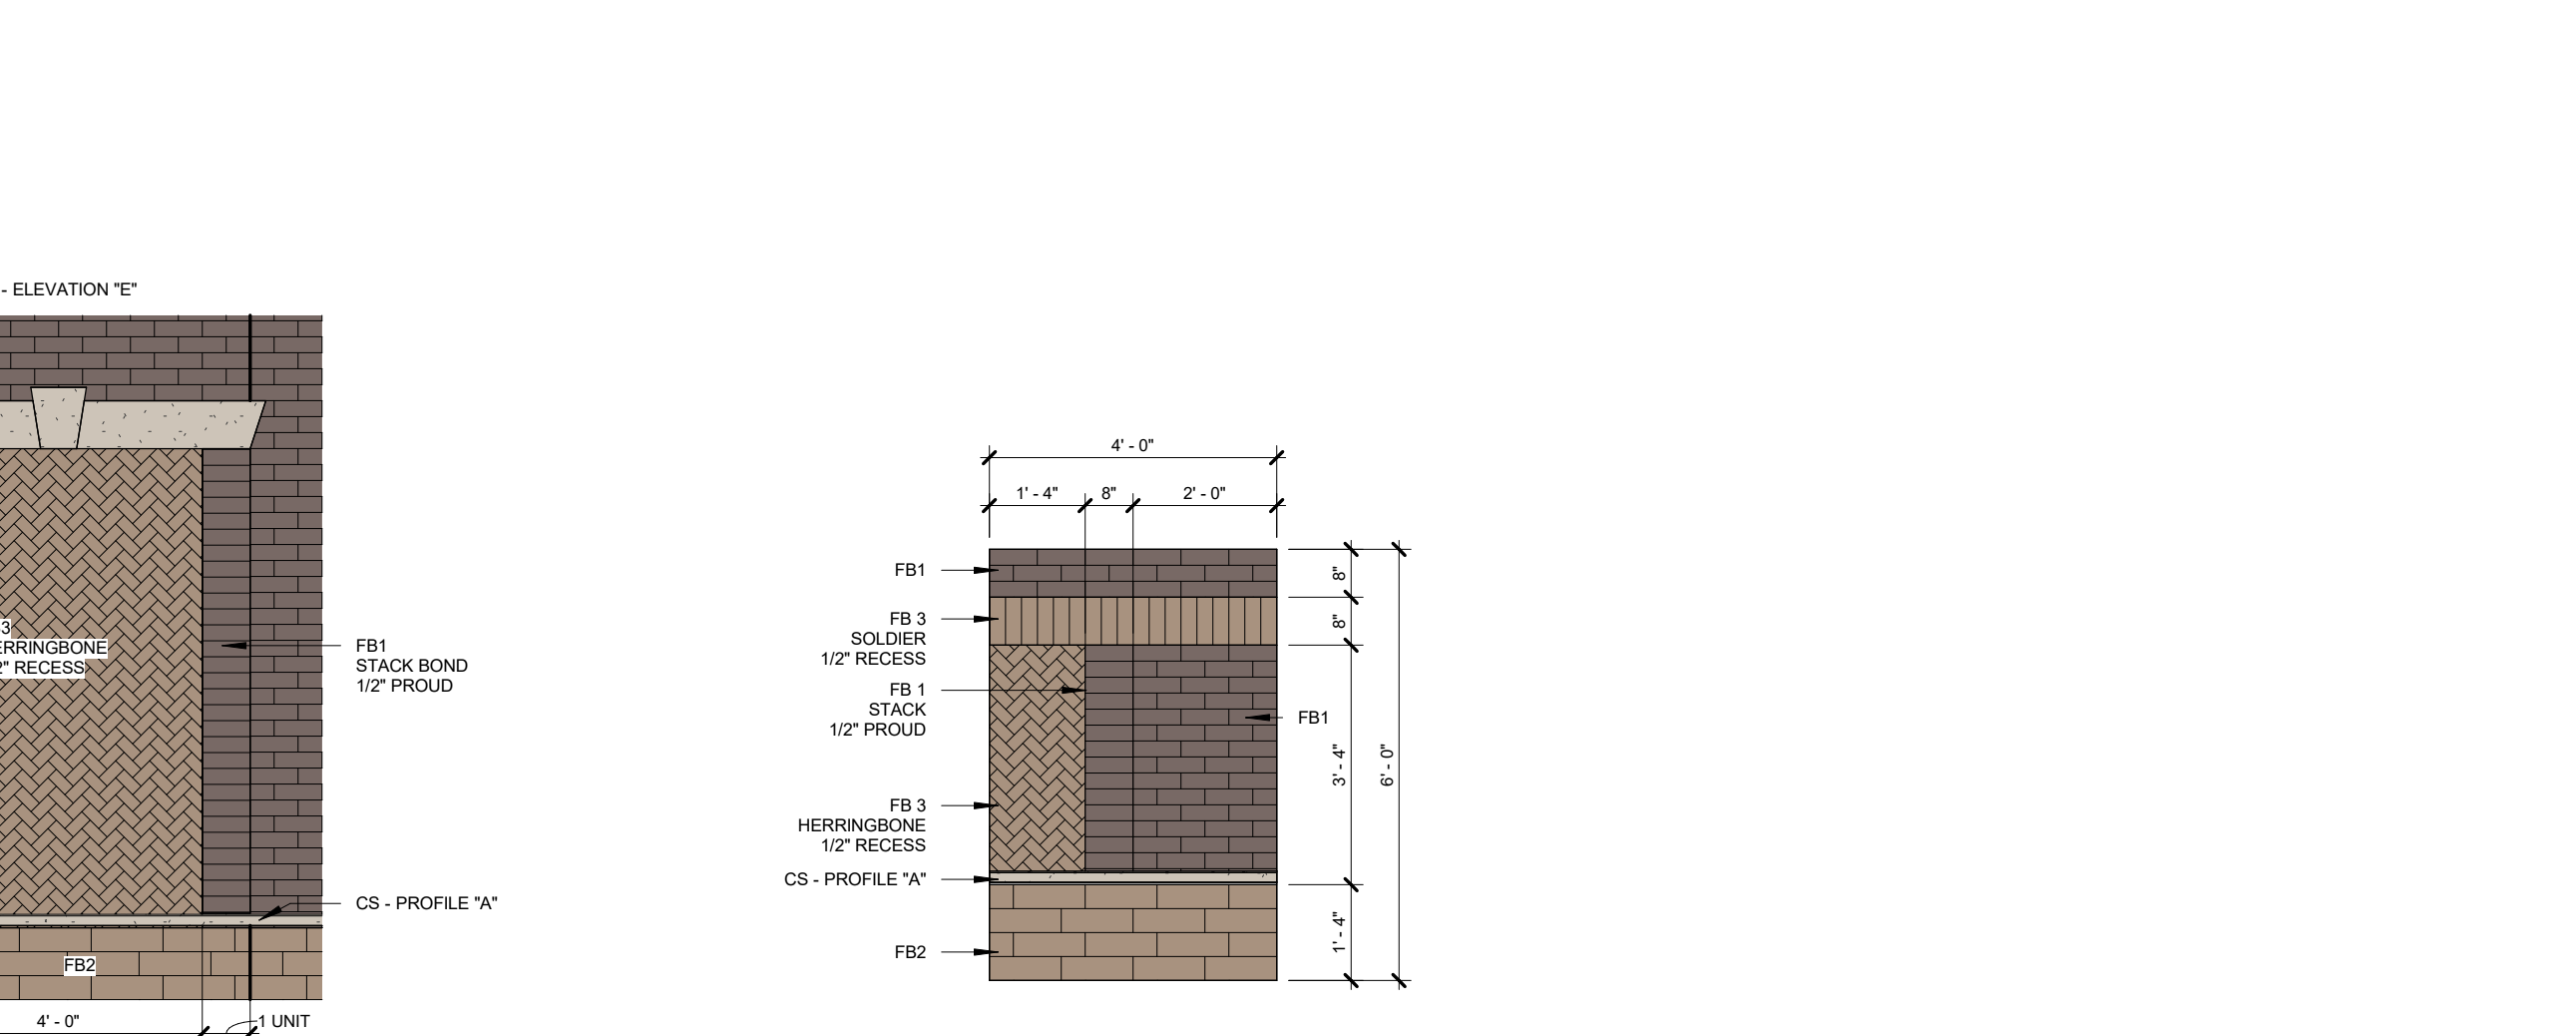 - ELEVATION "E"
3
ERRINGBONE
2" RECESS
FB1
STACK BOND
1/2" PROUD
CS - PROFILE "A"
FB2
4' - 0"
1 UNIT
4' - 0"
1' - 4"
8"
2' - 0"
FB1
FB 3
SOLDIER
1/2" RECESS
FB 1
STACK
1/2" PROUD
FB 3
HERRINGBONE
1/2" RECESS
CS - PROFILE "A"
FB2
FB1
8"
8"
3' - 4"
1' - 4"
6' - 0"